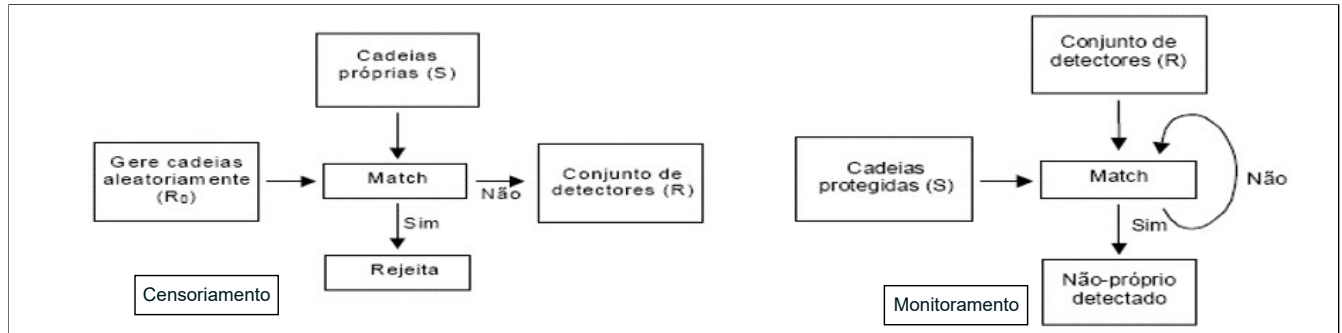 Cadeias
próprias (S)
Gere cadeias
aleatoriamente
(R0)
Match
Não
Conjunto de
detectores (R)
Sim
Rejeita
Censoriamento
Conjunto de
detectores (R)
Cadeias
protegidas (S)
Match
Não
Sim
Não-próprio
detectado
Monitoramento